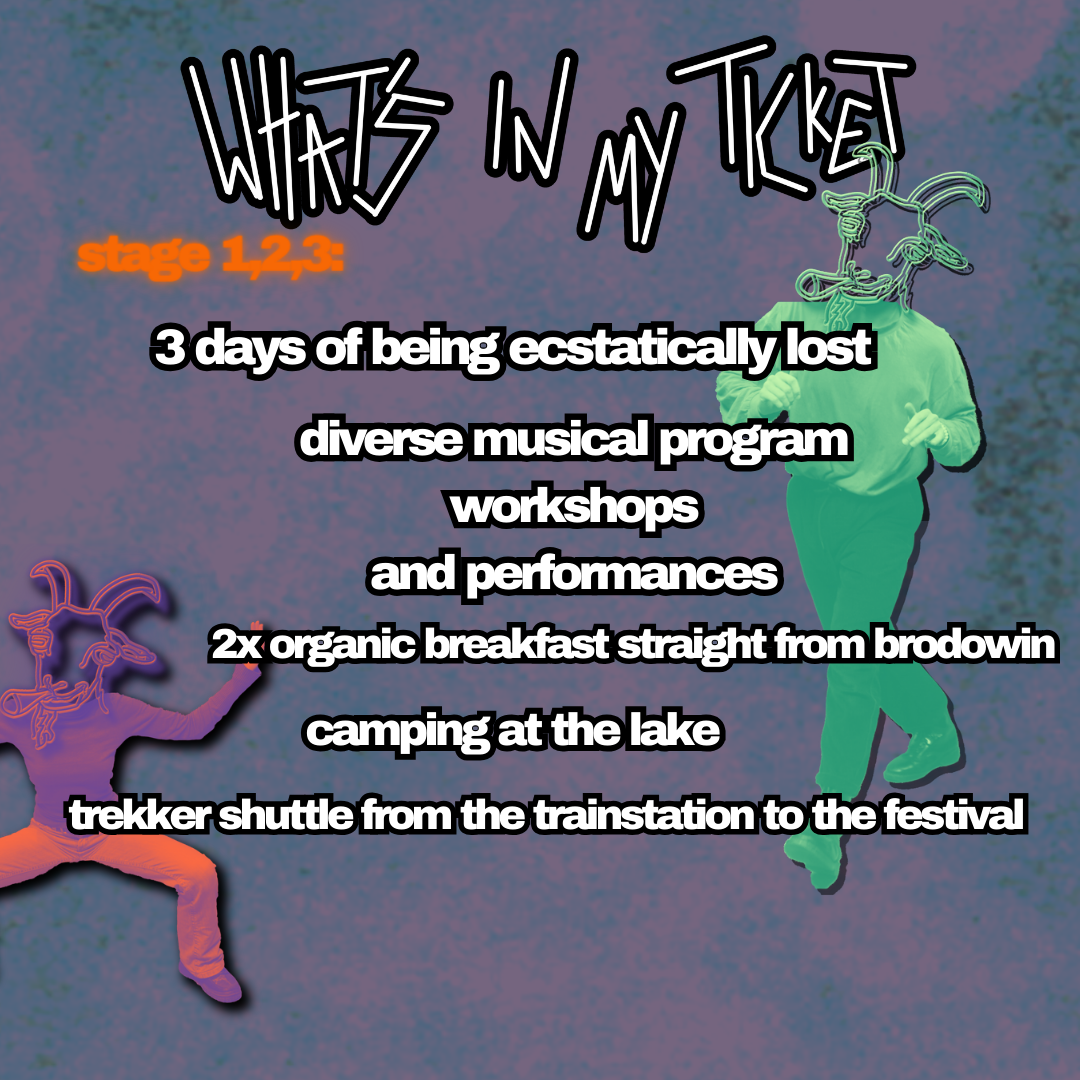 WHAT'S IN MY TICKET
stage 1,2,3:
3 days of being ecstatically lost
diverse musical program
workshops
and performances
2x organic breakfast straight from brodowin
camping at the lake
trekker shuttle from the trainstation to the festival